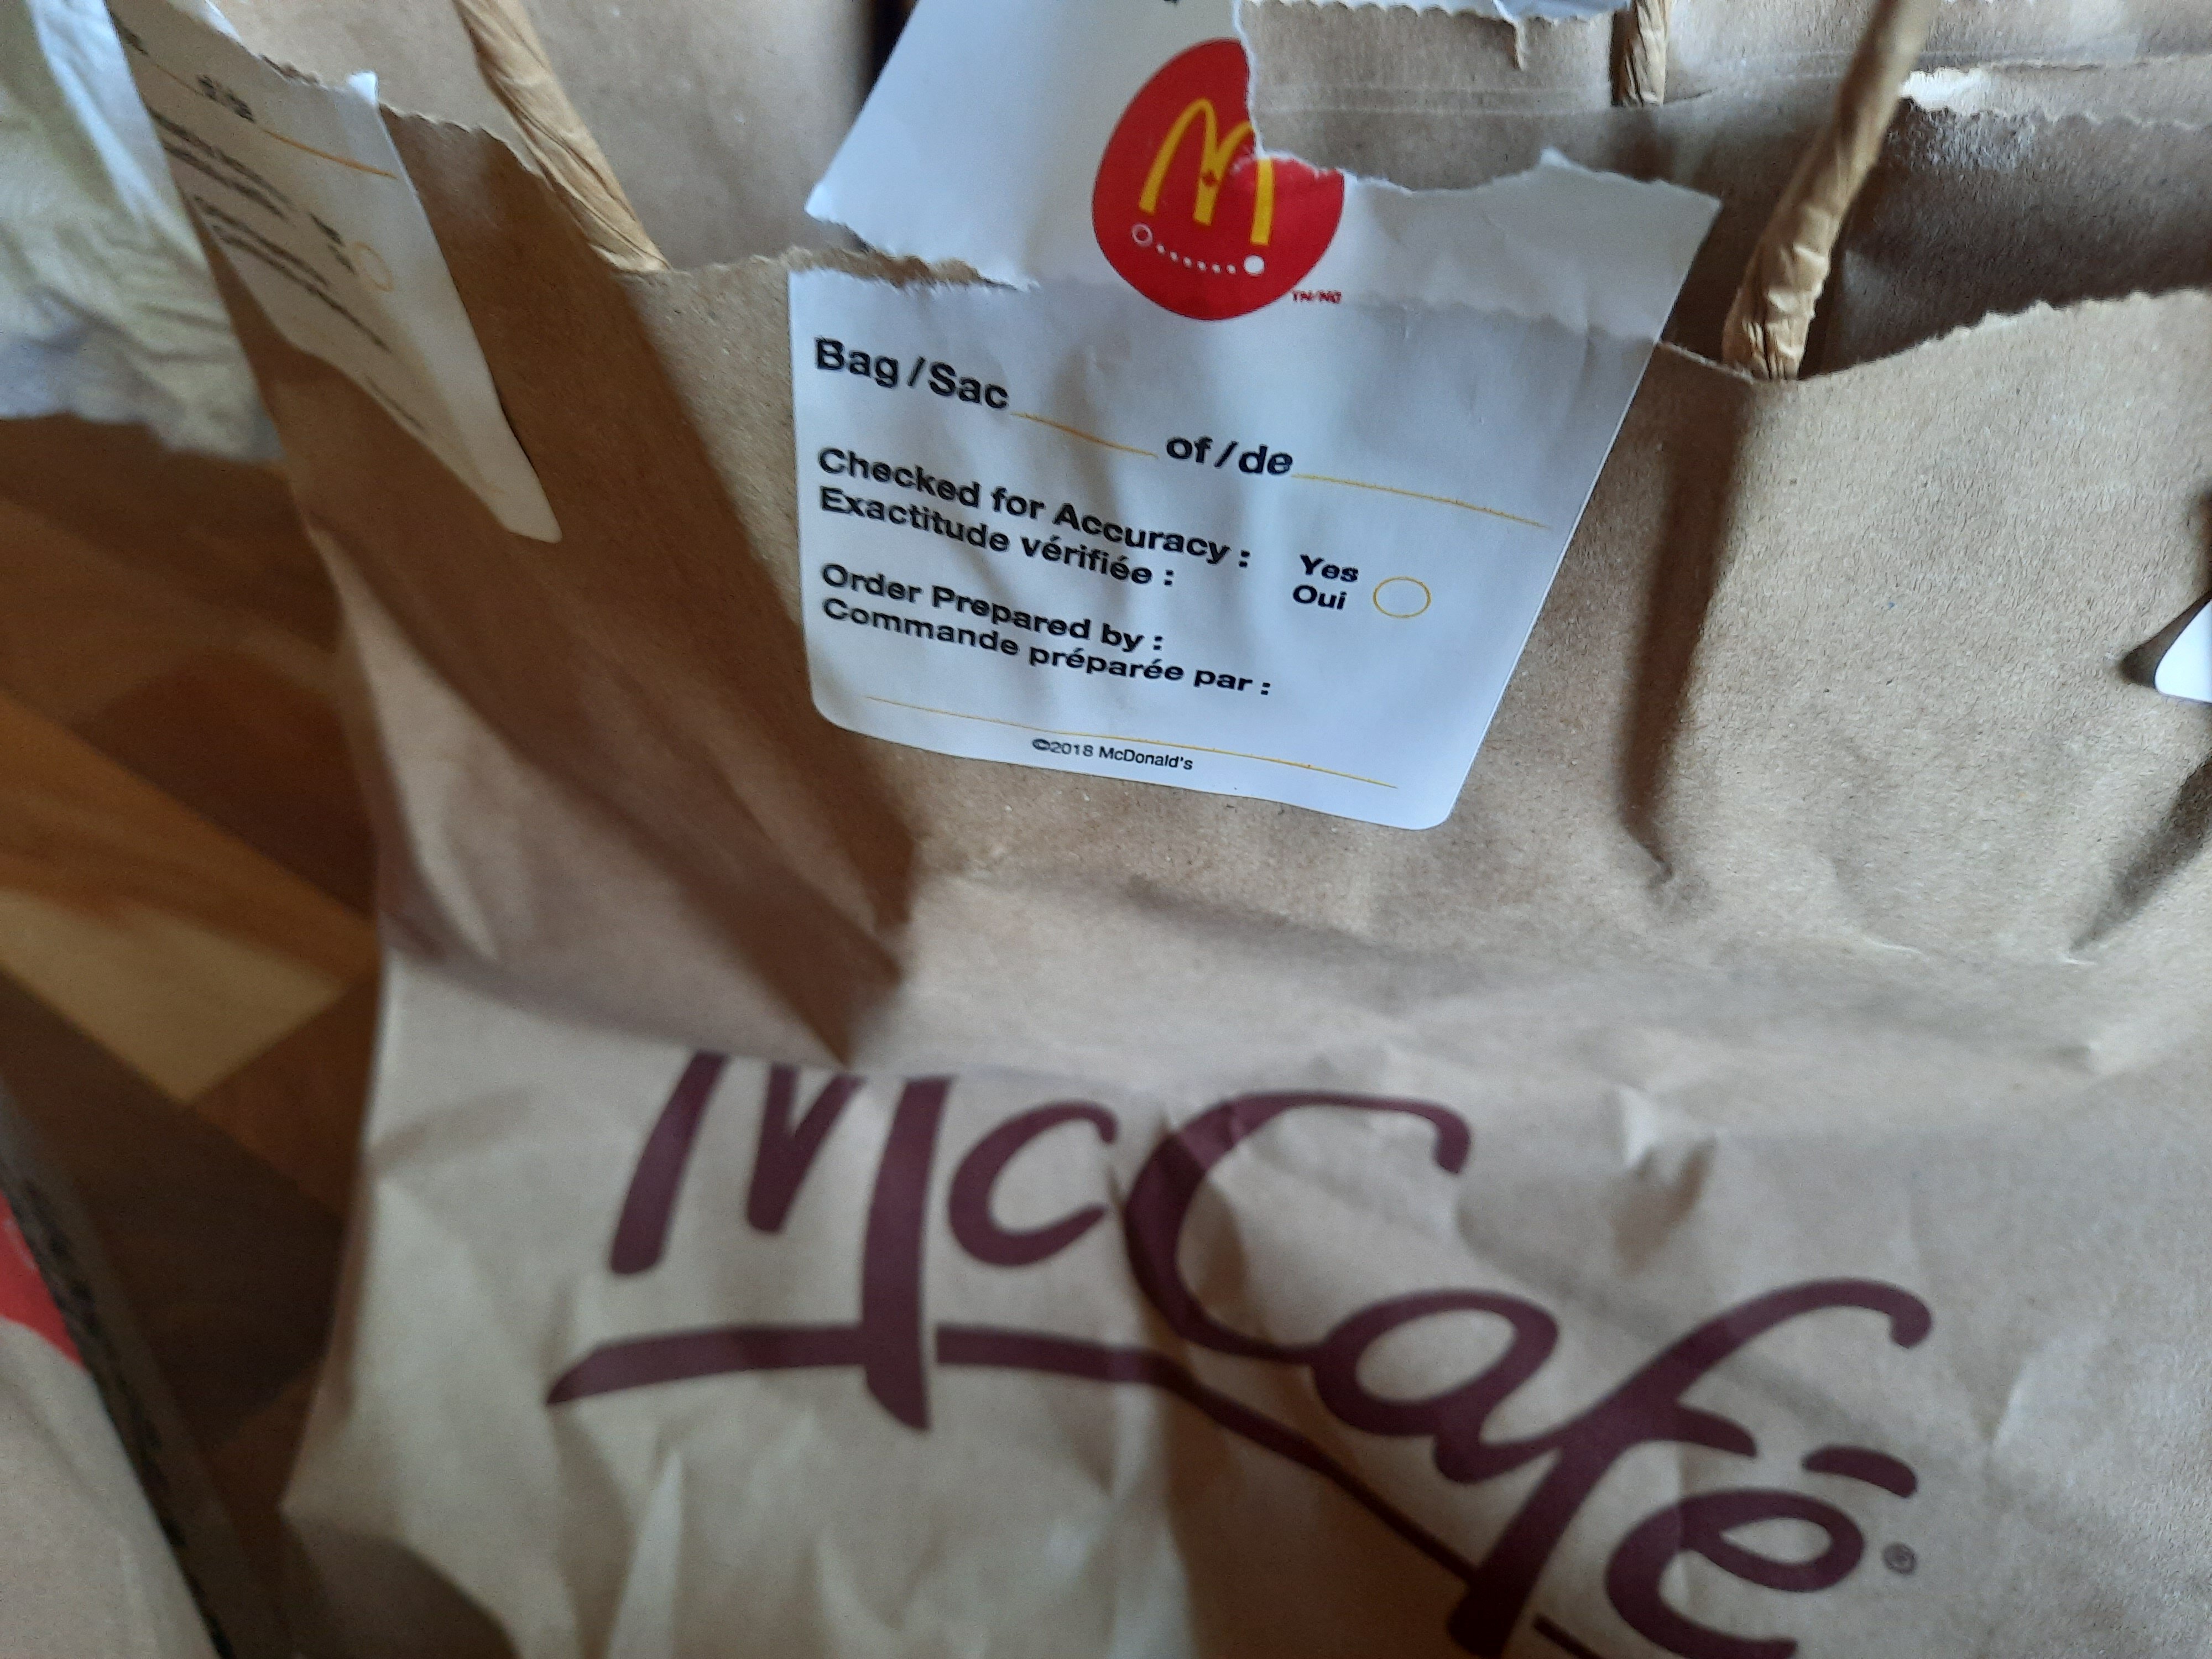 TM/MD
Bag/Sac
of/de
Checked for Accuracy :
Exactitude vérifiée :
Yes
Oui
Order Prepared by :
Commande préparée par :
©2018 McDonald's
McCafé®